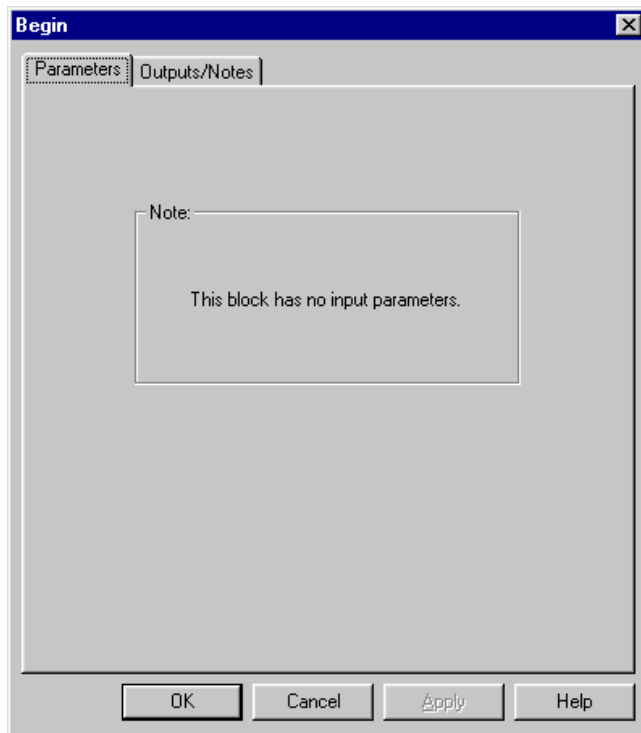 Begin
Parameters Outputs/Notes
Note:
This block has no input parameters.
OK Cancel Apply Help